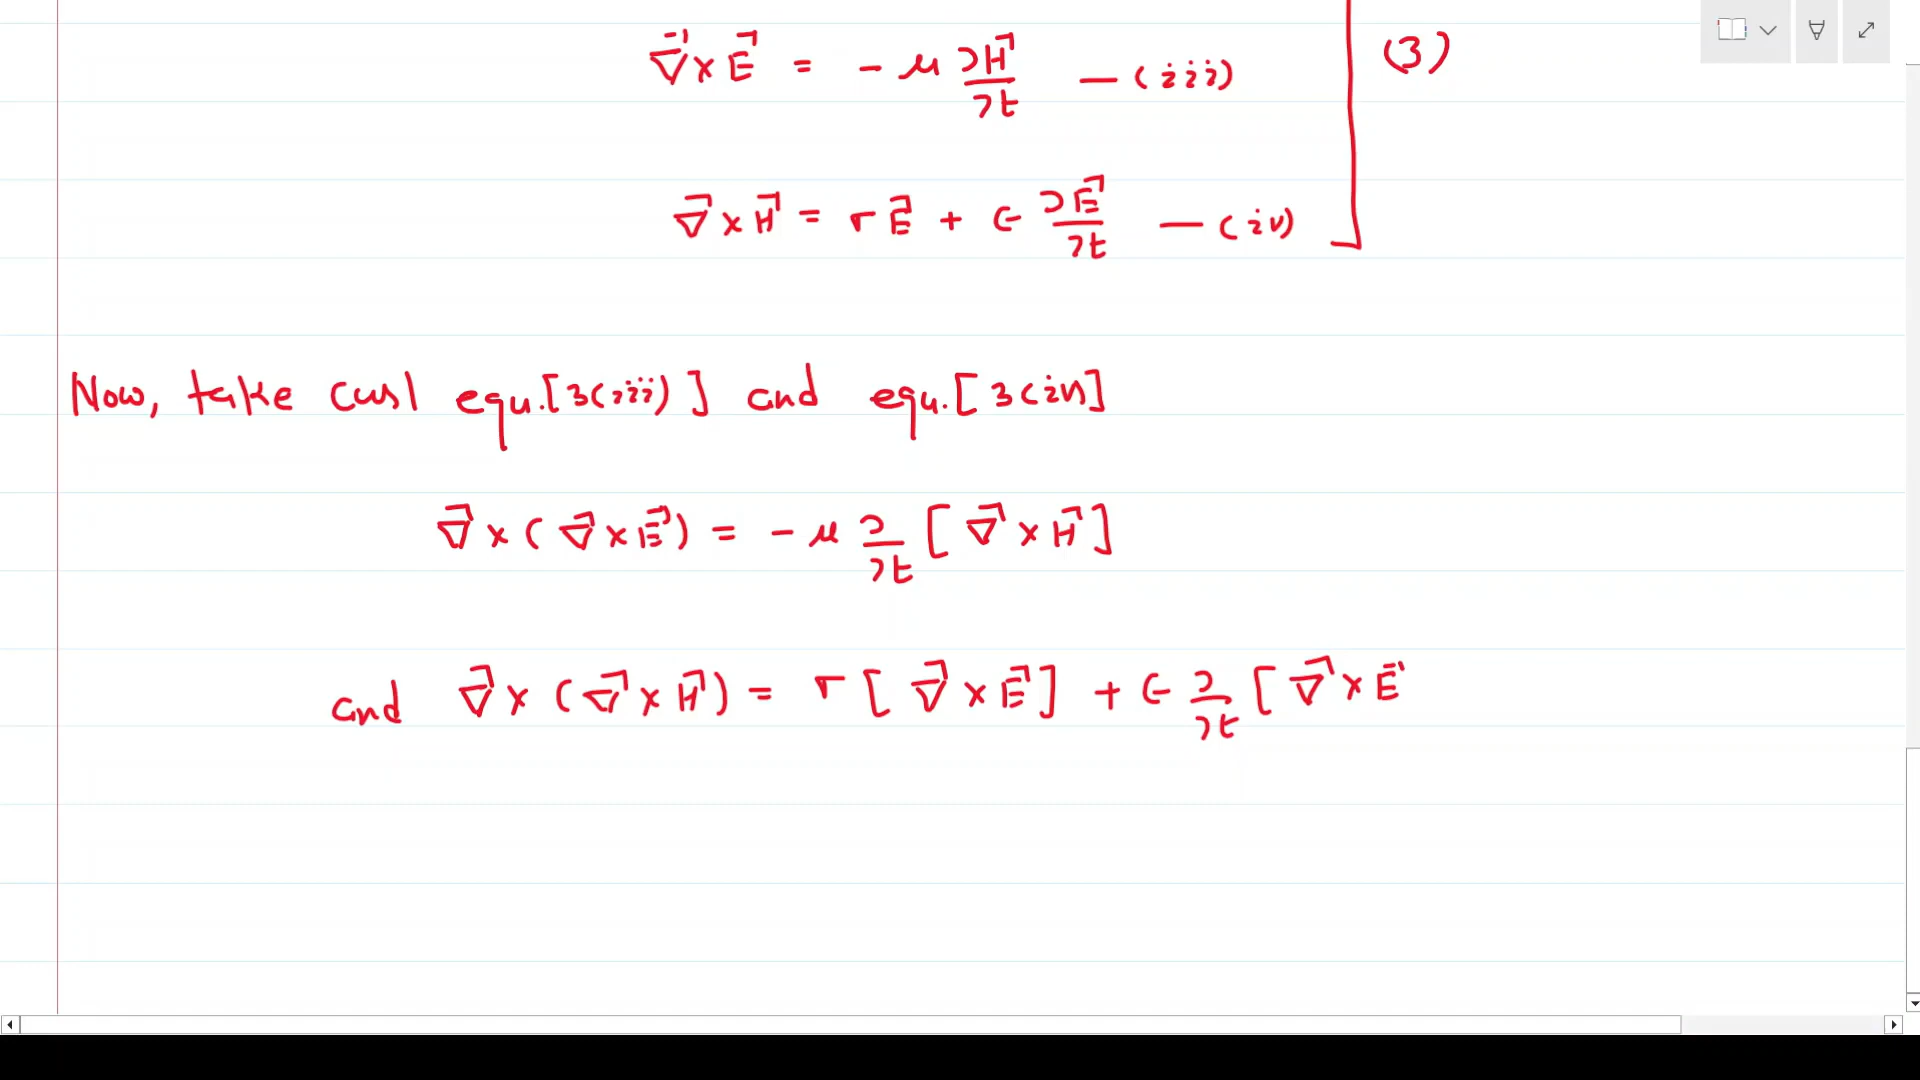 ∇⃗ × E⃗ = - μ ∂H⃗/∂t — (iii)
(3)
∇⃗ × H⃗ = σ E⃗ + ∈ ∂E⃗/∂t — (iv)
Now, take curl equ.[3(iii)] and equ.[3(iv)]
∇⃗ × ( ∇⃗ × E⃗ ) = - μ ∂/∂t [ ∇⃗ × H⃗ ]
and ∇⃗ × ( ∇⃗ × H⃗ ) = σ [ ∇⃗ × E⃗ ] + ∈ ∂/∂t [ ∇⃗ × E⃗